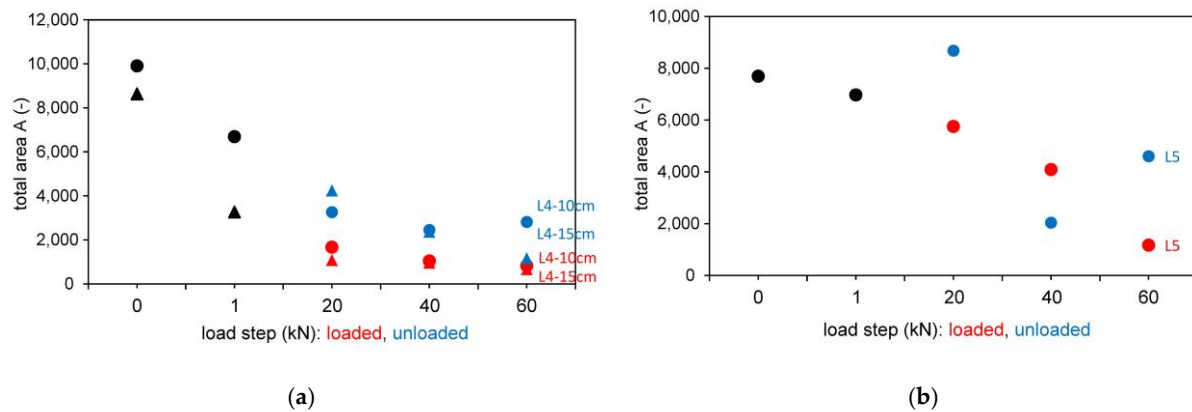 total area A (-)
12,000
10,000
8,000
6,000
4,000
2,000
0
L4-10cm
L4-15cm
L4-10cm
L4-15cm
0 1 20 40 60
load step (kN): loaded, unloaded
(a)
total area A (-)
10,000
8,000
6,000
4,000
2,000
0
L5
L5
0 1 20 40 60
load step (kN): loaded, unloaded
(b)